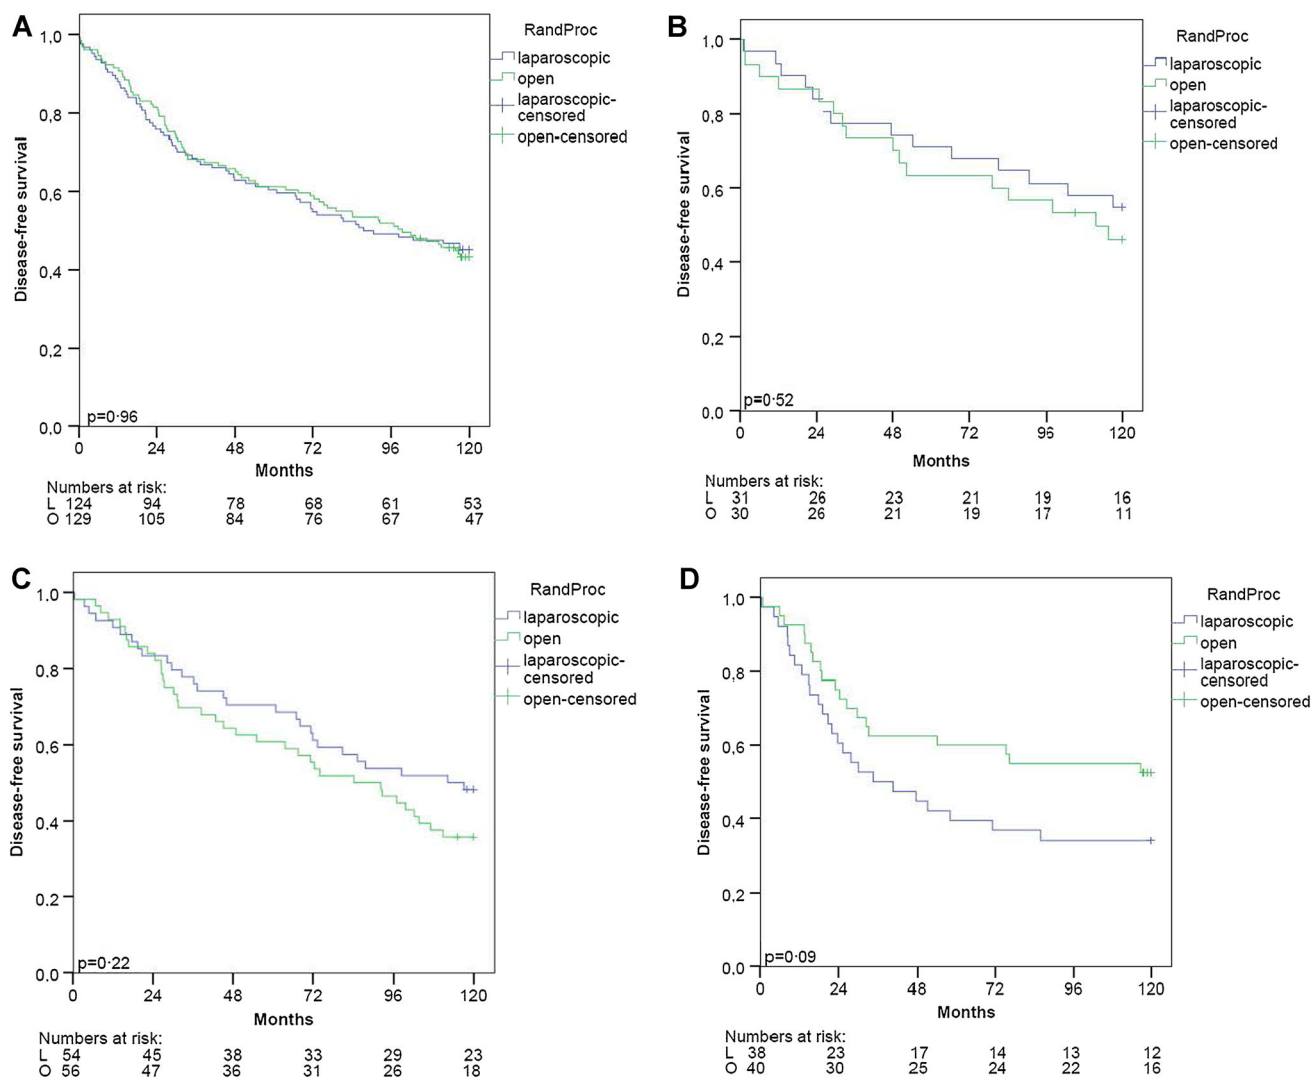 A
RandProc
laparoscopic
open
laparoscopic-
censored
open-censored
Disease-free survival
1,0
0,8
0,6
0,4
0,2
0,0
p=0·96
0 24 48 72 96 120
Months
Numbers at risk:
L 124 94 78 68 61 53
O 129 105 84 76 67 47
B
RandProc
laparoscopic
open
laparoscopic-
censored
open-censored
Disease-free survival
1,0
0,8
0,6
0,4
0,2
0,0
p=0·52
0 24 48 72 96 120
Months
Numbers at risk:
L 31 26 23 21 19 16
O 30 26 21 19 17 11
C
RandProc
laparoscopic
open
laparoscopic-
censored
open-censored
Disease-free survival
1,0
0,8
0,6
0,4
0,2
0,0
p=0·22
0 24 48 72 96 120
Months
Numbers at risk:
L 54 45 38 33 29 23
O 56 47 36 31 26 18
D
RandProc
laparoscopic
open
laparoscopic-
censored
open-censored
Disease-free survival
1,0
0,8
0,6
0,4
0,2
0,0
p=0·09
0 24 48 72 96 120
Months
Numbers at risk:
L 38 23 17 14 13 12
O 40 30 25 24 22 16